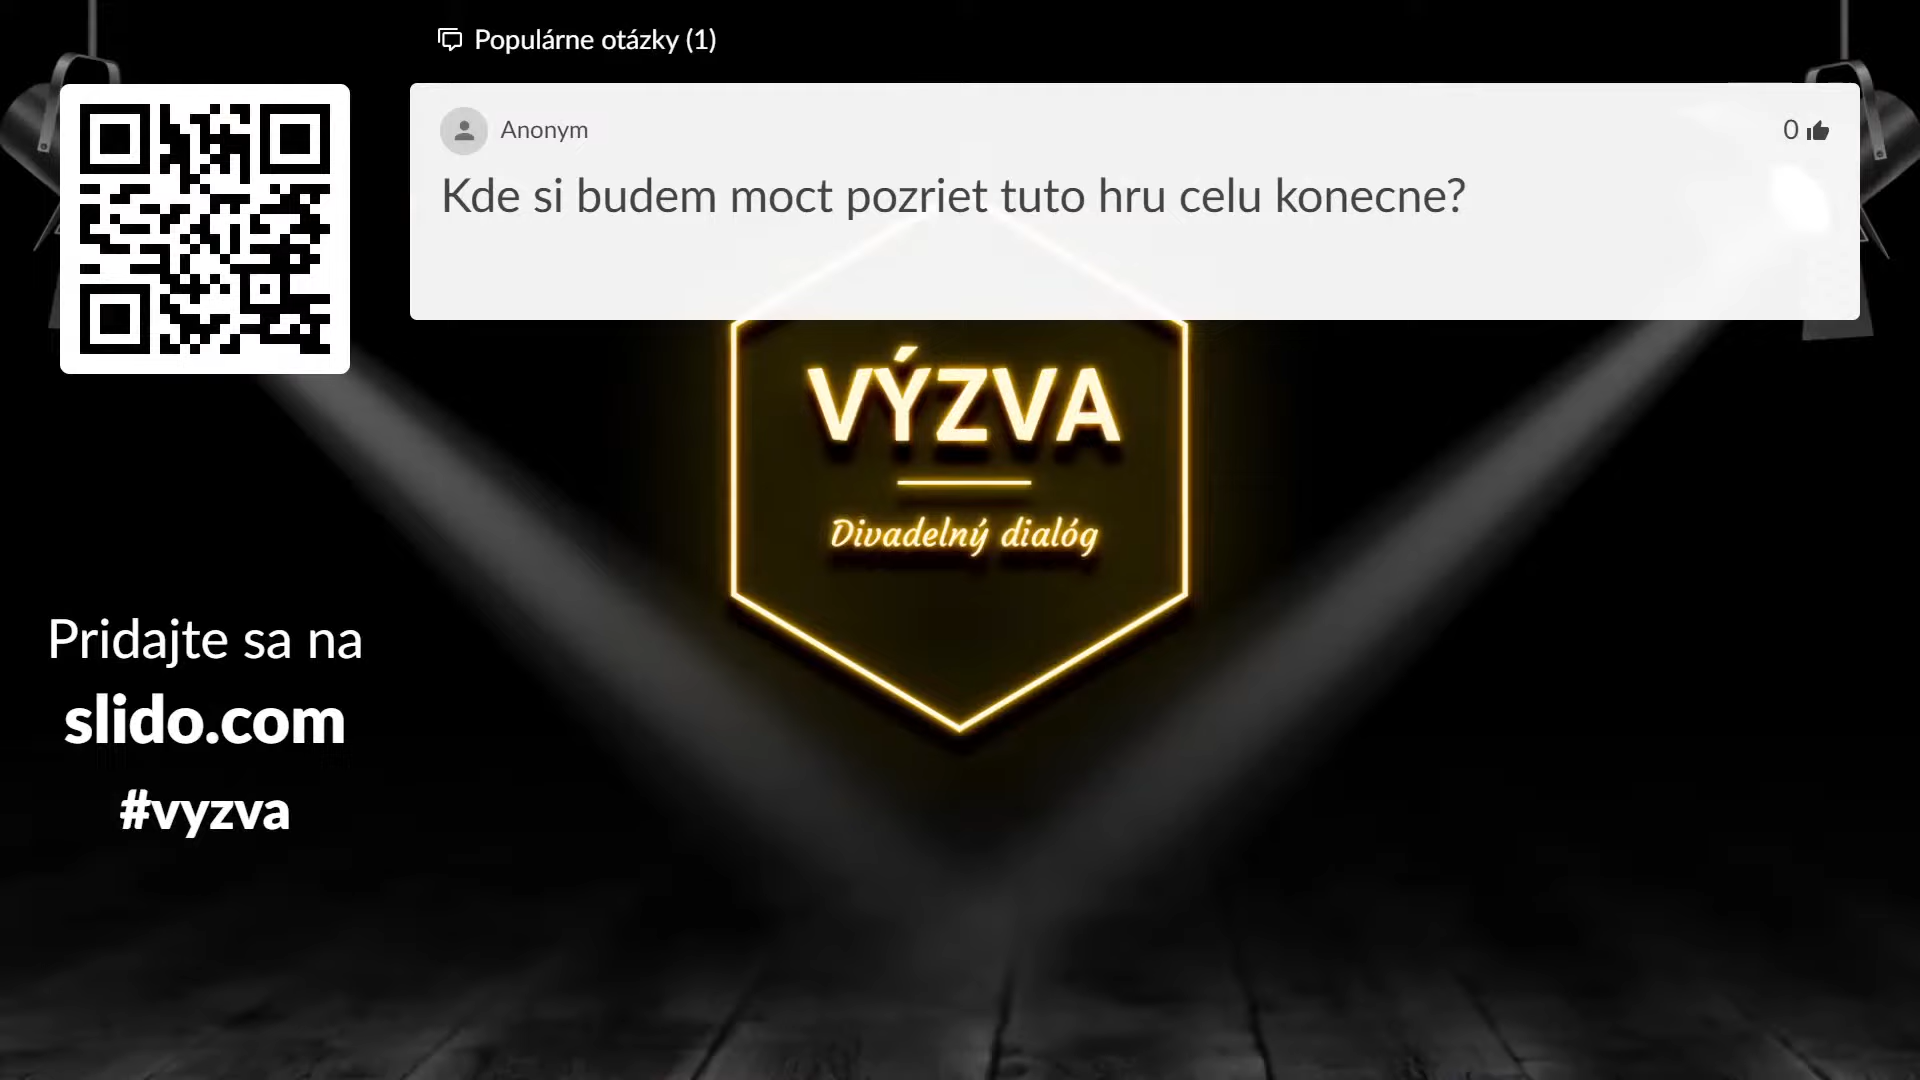 Populárne otázky (1)
Anonym
0
Kde si budem moct pozriet tuto hru celu konecne?
VÝZVA
Divadelný dialóg
Pridajte sa na
slido.com
#vyzva